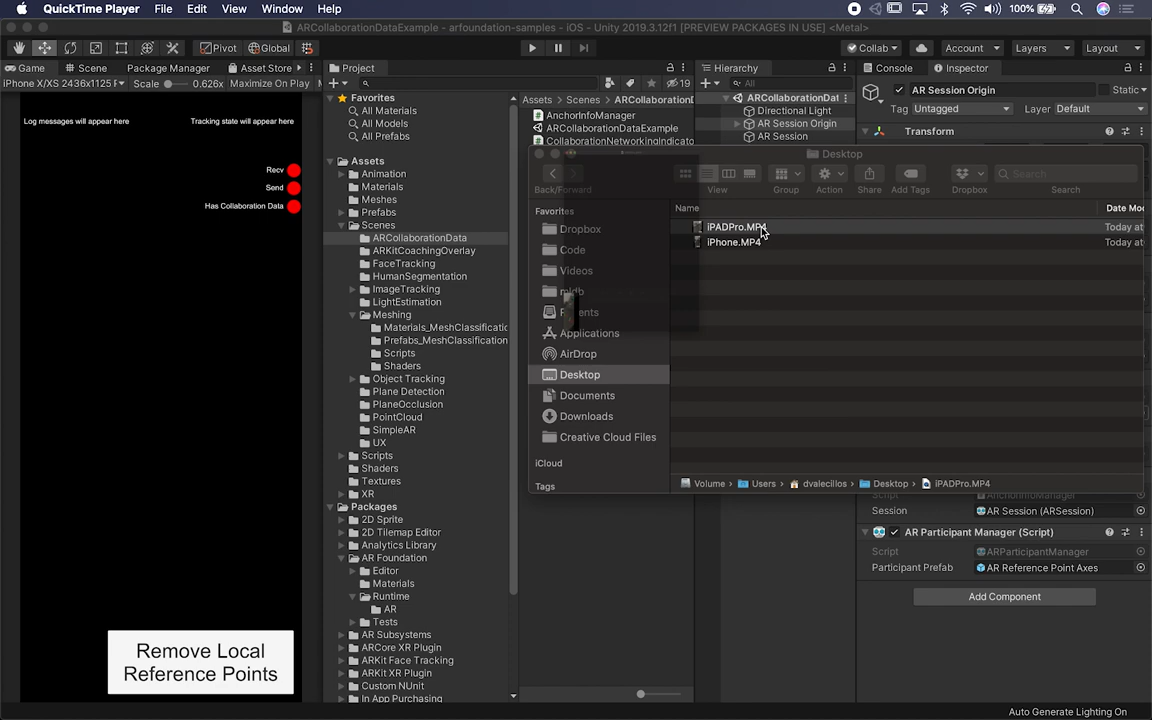 QuickTime Player File Edit View Window Help 100%
ARCollaborationDataExample - arfoundation-samples - iOS - Unity 2019.3.12f1 [PREVIEW PACKAGES IN USE] <Metal>
Pivot Global Collab Account Layers Layout
Game Scene Package Manager Asset Store Project Hierarchy Console Inspector
iPhone X/XS 2436x1125 P Scale 0.626x Maximize On Play 19 All
AR Session Origin Static
Tag Untagged Layer Default
Transform
Log messages will appear here
Tracking state will appear here
Recv
Send
Has Collaboration Data
Remove Local
Reference Points
Favorites
All Materials
All Models
All Prefabs
Assets
Animation
Materials
Meshes
Prefabs
Scenes
ARCollaborationData
ARKitCoachingOverlay
FaceTracking
HumanSegmentation
ImageTracking
LightEstimation
Meshing
Materials_MeshClassificatic
Prefabs_MeshClassification
Scripts
Shaders
Object Tracking
Plane Detection
PlaneOcclusion
PointCloud
SimpleAR
UX
Scripts
Shaders
Textures
XR
Packages
2D Sprite
2D Tilemap Editor
Analytics Library
AR Foundation
Editor
Materials
Runtime
AR
Tests
AR Subsystems
ARCore XR Plugin
ARKit Face Tracking
ARKit XR Plugin
Custom NUnit
In App Purchasing
Assets > Scenes > ARCollaborationD
AnchorInfoManager
ARCollaborationDataExample
CollaborationNetworkingIndicato
ARCollaborationDat
Directional Light
AR Session Origin
AR Session
Desktop
Back/Forward View Group Action Share Add Tags Dropbox Search
Search
Favorites
Dropbox
Code
Videos
Applications
AirDrop
Desktop
Documents
Downloads
Creative Cloud Files
iCloud
Tags
Name Date Mod
iPADPro.MP4 Today at
iPhone.MP4 Today at
Volume > Users > dvalecillos > Desktop > iPADPro.MP4
Script AnchorInfoManager
Session AR Session (ARSession)
AR Participant Manager (Script)
Script ARParticipantManager
Participant Prefab AR Reference Point Axes
Add Component
Auto Generate Lighting On